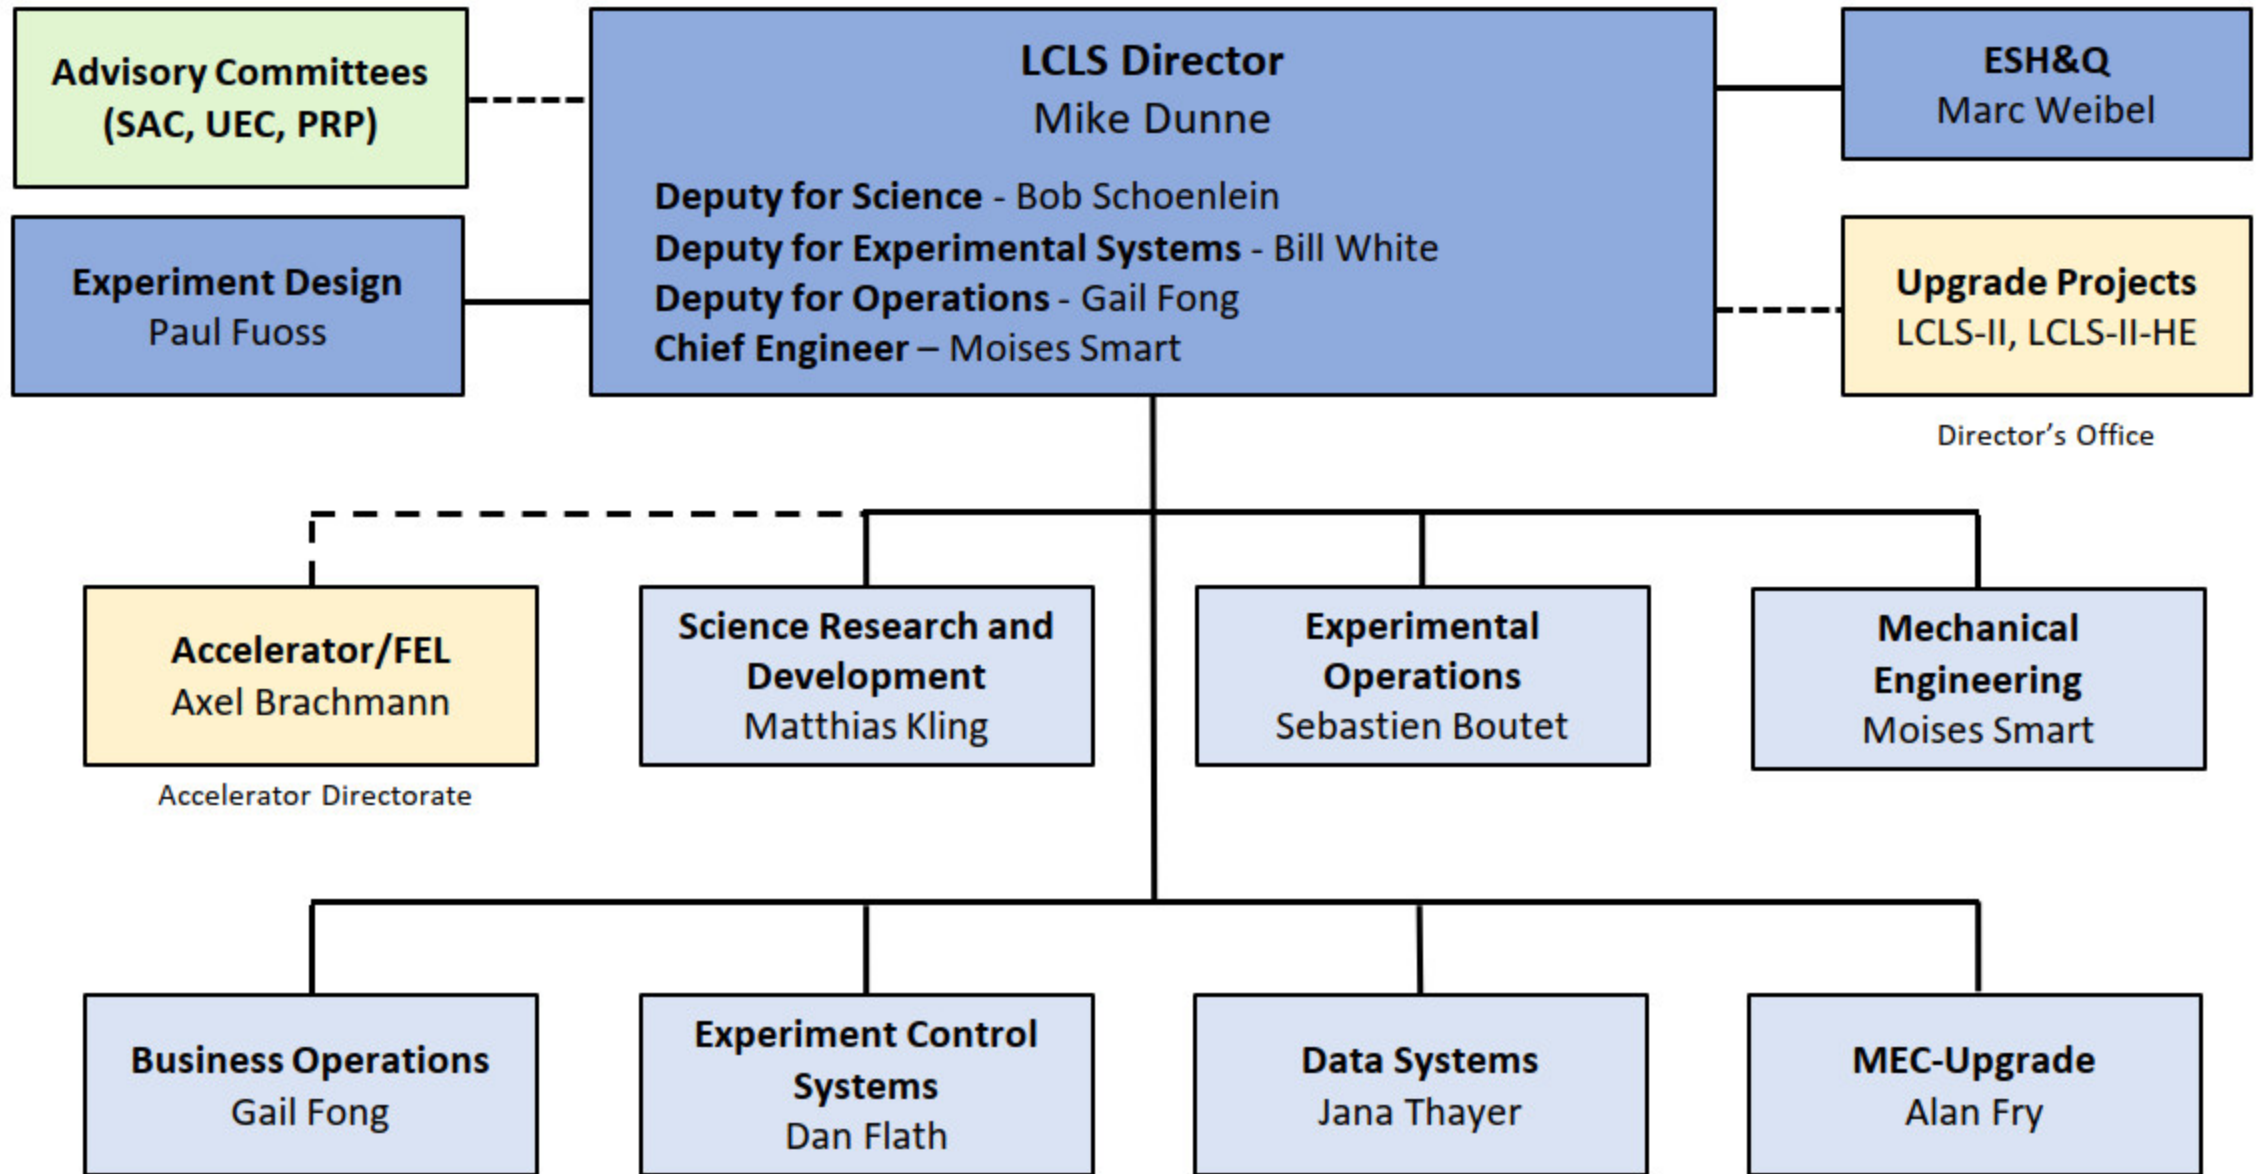 Advisory Committees
(SAC, UEC, PRP)
LCLS Director
Mike Dunne
Deputy for Science - Bob Schoenlein
Deputy for Experimental Systems - Bill White
Deputy for Operations - Gail Fong
Chief Engineer – Moises Smart
ESH&Q
Marc Weibel
Experiment Design
Paul Fuoss
Upgrade Projects
LCLS-II, LCLS-II-HE
Director’s Office
Accelerator/FEL
Axel Brachmann
Accelerator Directorate
Science Research and
Development
Matthias Kling
Experimental
Operations
Sebastien Boutet
Mechanical
Engineering
Moises Smart
Business Operations
Gail Fong
Experiment Control
Systems
Dan Flath
Data Systems
Jana Thayer
MEC-Upgrade
Alan Fry